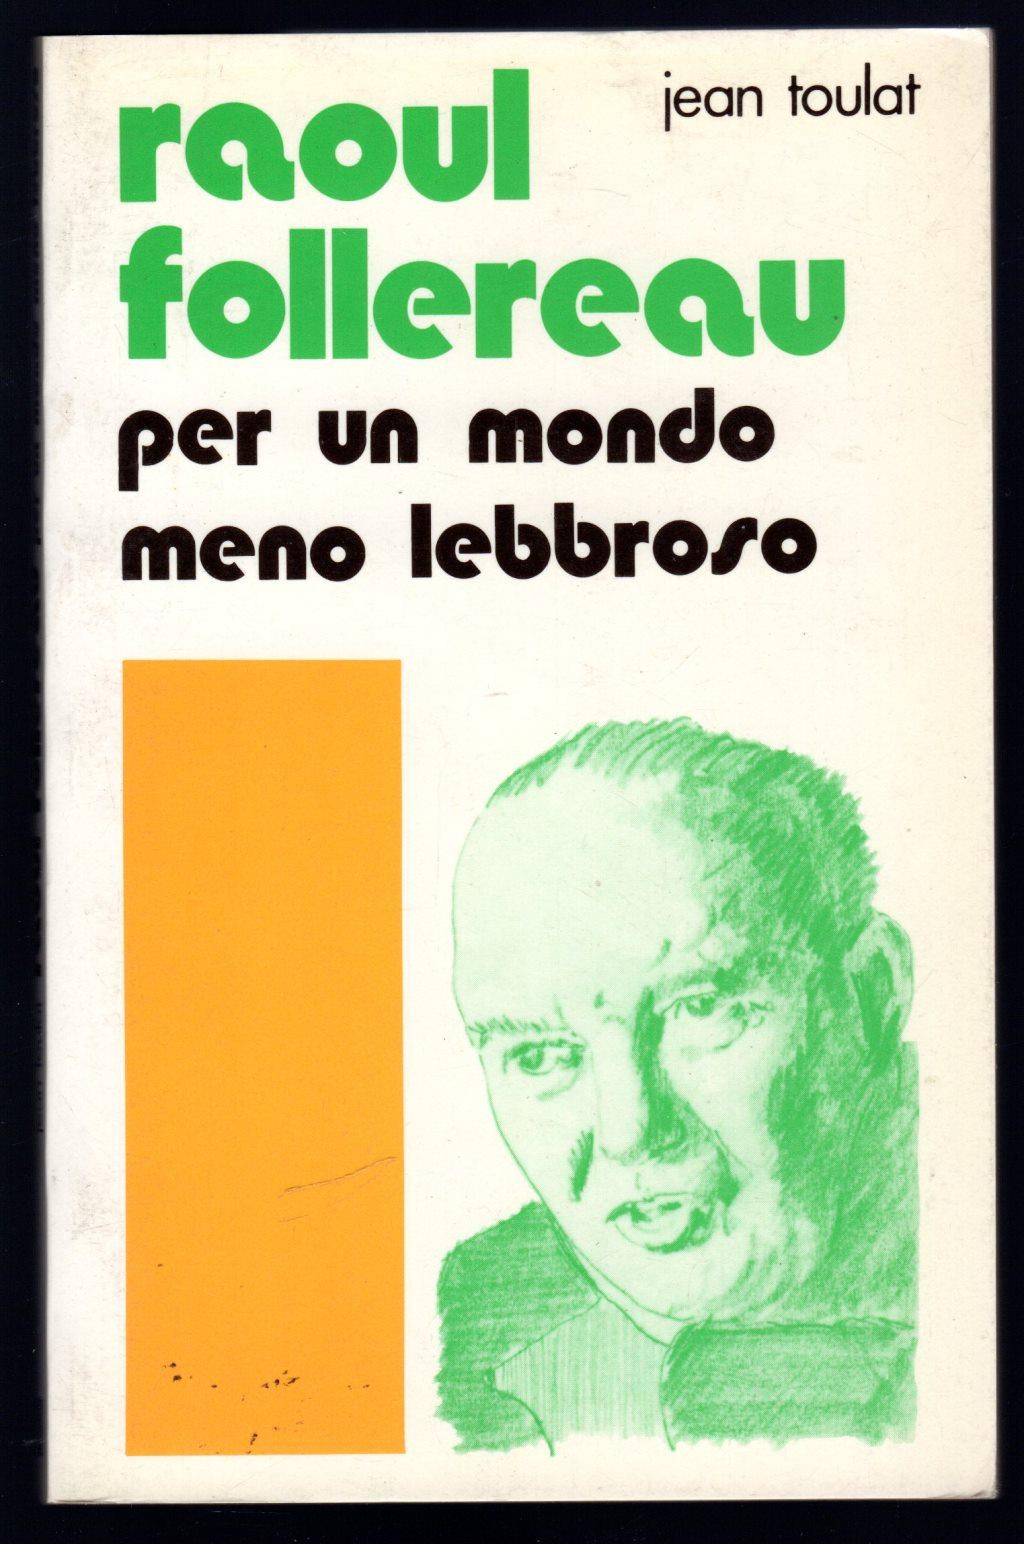 jean toulat
raoul
follereau
per un mondo
meno lebbroso